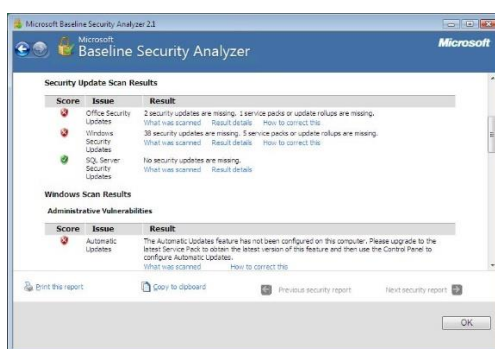 Microsoft Baseline Security Analyzer 2.1
Microsoft
Baseline Security Analyzer
Microsoft
Security Update Scan Results
Score Issue Result
Office Security Updates 2 security updates are missing. 1 service packs or update rollups are missing.
What was scanned Result details How to correct this
Windows Security Updates 38 security updates are missing. 5 service packs or update rollups are missing.
What was scanned Result details How to correct this
SQL Server Security Updates No security updates are missing.
What was scanned Result details
Windows Scan Results
Administrative Vulnerabilities
Score Issue Result
Automatic Updates The Automatic Updates feature has not been configured on this computer. Please upgrade to the
latest Service Pack to obtain the latest version of this feature and then use the Control Panel to
configure Automatic Updates.
What was scanned How to correct this
Print this report Copy to clipboard Previous security report Next security report
OK